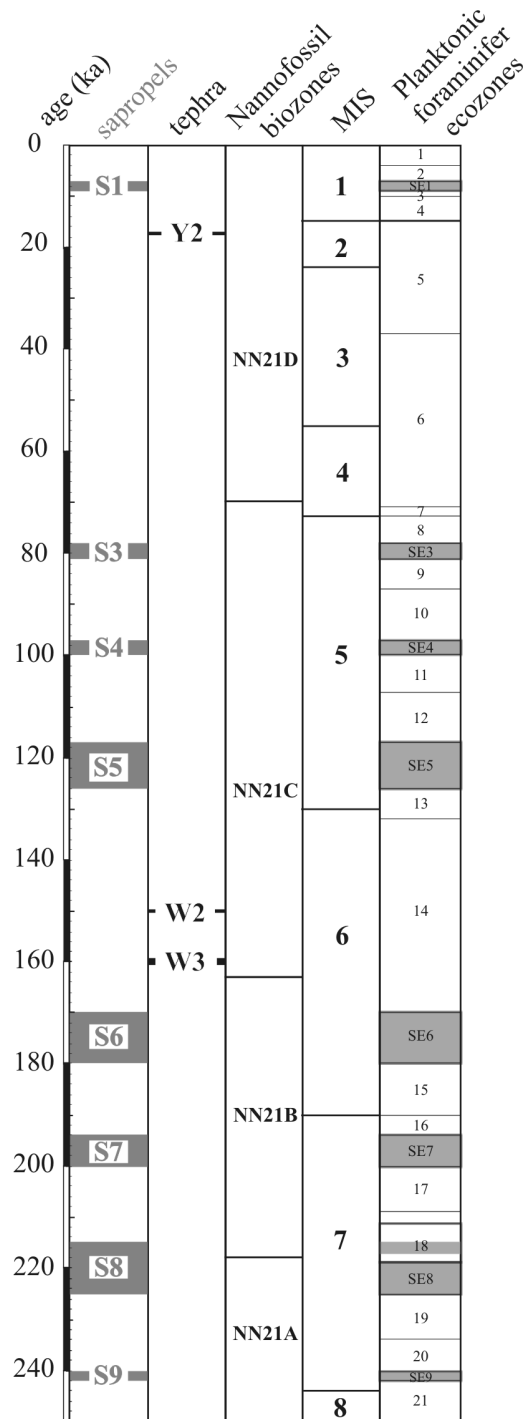 age (ka)
sapropels
tephra
Nannofossil
biozones
MIS
Planktonic
foraminifer
ecozones
0
20
40
60
80
100
120
140
160
180
200
220
240
S1
S3
S4
S5
S6
S7
S8
S9
Y2
W2
W3
NN21D
NN21C
NN21B
NN21A
1
2
3
4
5
6
7
8
1
2
SE1
3
4
5
6
7
8
SE3
9
10
SE4
11
12
SE5
13
14
SE6
15
16
SE7
17
18
SE8
19
20
SE9
21